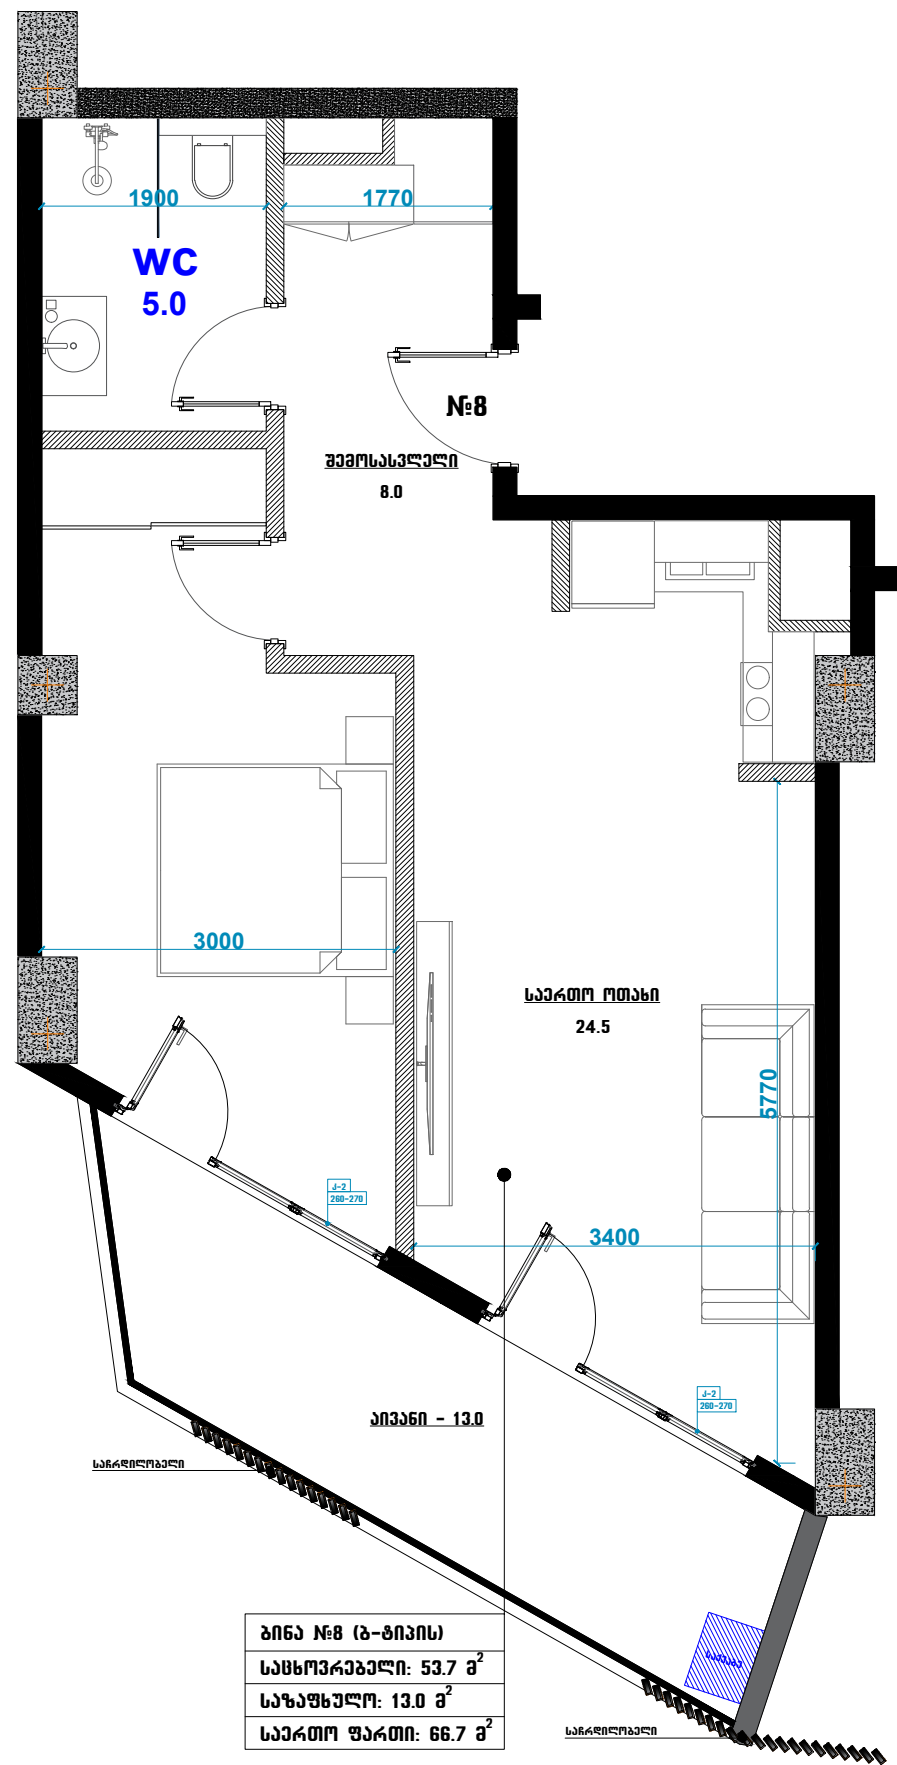 1900
1770
WC
5.0
№8
შემოსასვლელი
8.0
3000
საერთო ოთახი
24.5
5770
კ-2
260-270
3400
კ-2
260-270
აივანი - 13.0
საჩრდილობელი
საქვაბე
ბინა №8 (ბ-ტიპის)
საცხოვრებელი: 53.7 მ²
საზაფხულო: 13.0 მ²
საერთო ფართი: 66.7 მ²
საჩრდილობელი